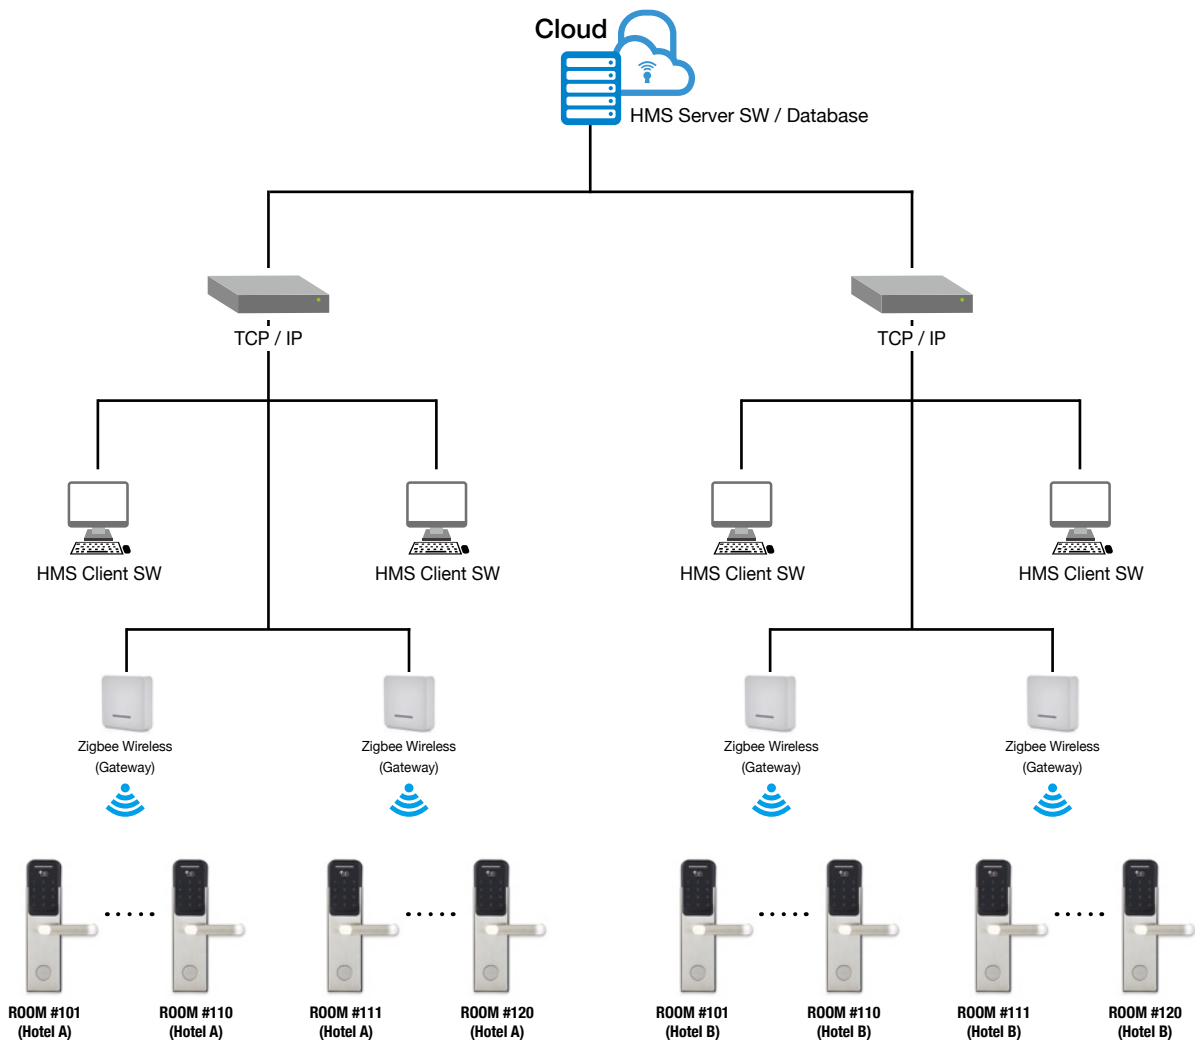 Cloud
HMS Server SW / Database
TCP / IP
TCP / IP
HMS Client SW
HMS Client SW
HMS Client SW
HMS Client SW
Zigbee Wireless
(Gateway)
Zigbee Wireless
(Gateway)
Zigbee Wireless
(Gateway)
Zigbee Wireless
(Gateway)
ROOM #101
(Hotel A)
ROOM #110
(Hotel A)
ROOM #111
(Hotel A)
ROOM #120
(Hotel A)
ROOM #101
(Hotel B)
ROOM #110
(Hotel B)
ROOM #111
(Hotel B)
ROOM #120
(Hotel B)